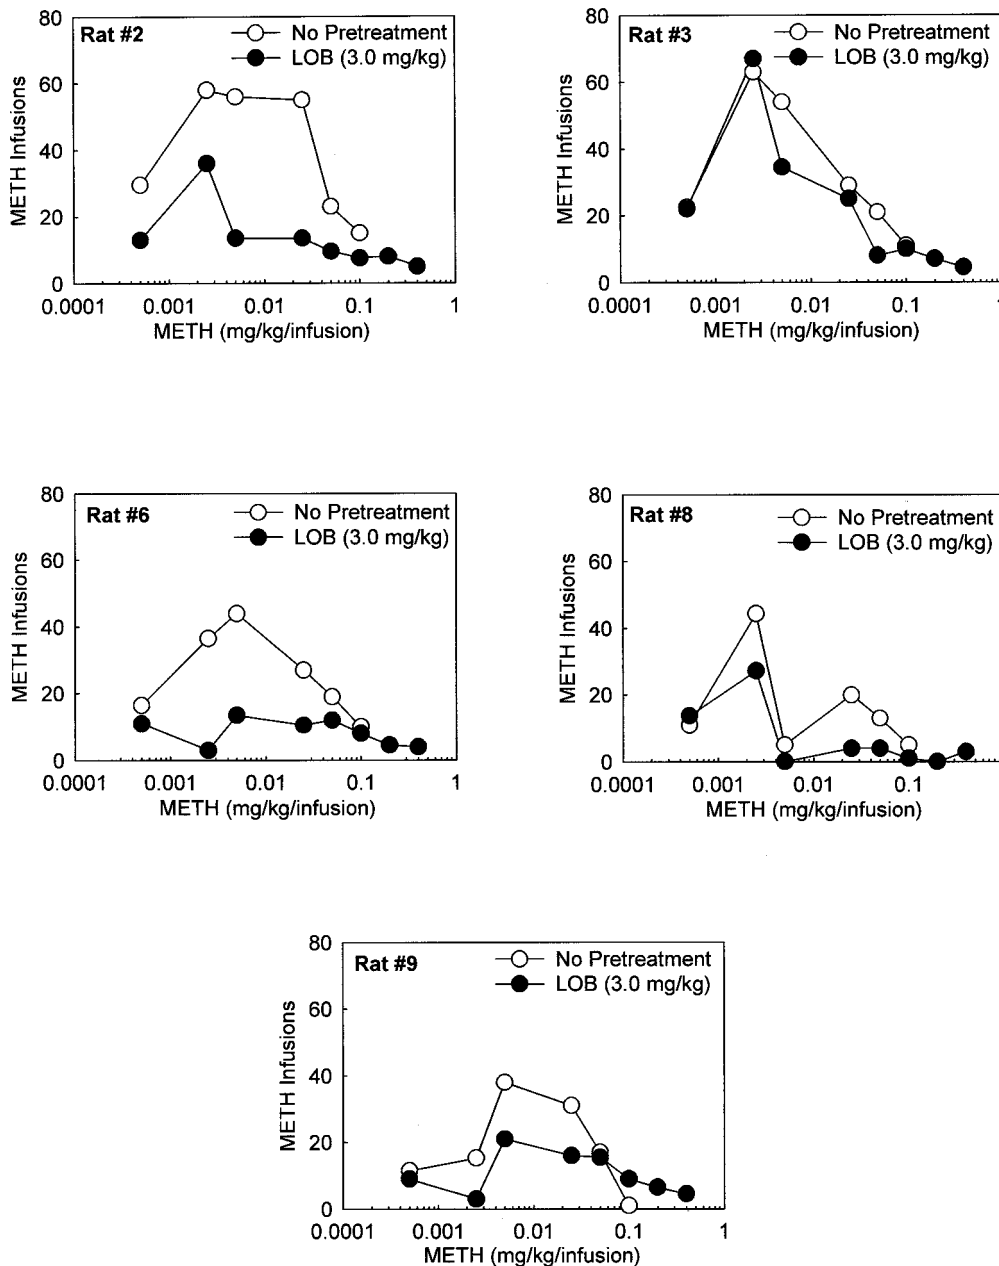 Rat #2
No Pretreatment
LOB (3.0 mg/kg)
METH Infusions
80
60
40
20
0
0.0001 0.001 0.01 0.1 1
METH (mg/kg/infusion)
Rat #3
No Pretreatment
LOB (3.0 mg/kg)
METH Infusions
80
60
40
20
0
0.0001 0.001 0.01 0.1 1
METH (mg/kg/infusion)
Rat #6
No Pretreatment
LOB (3.0 mg/kg)
METH Infusions
80
60
40
20
0
0.0001 0.001 0.01 0.1 1
METH (mg/kg/infusion)
Rat #8
No Pretreatment
LOB (3.0 mg/kg)
METH Infusions
80
60
40
20
0
0.0001 0.001 0.01 0.1 1
METH (mg/kg/infusion)
Rat #9
No Pretreatment
LOB (3.0 mg/kg)
METH Infusions
80
60
40
20
0
0.0001 0.001 0.01 0.1 1
METH (mg/kg/infusion)